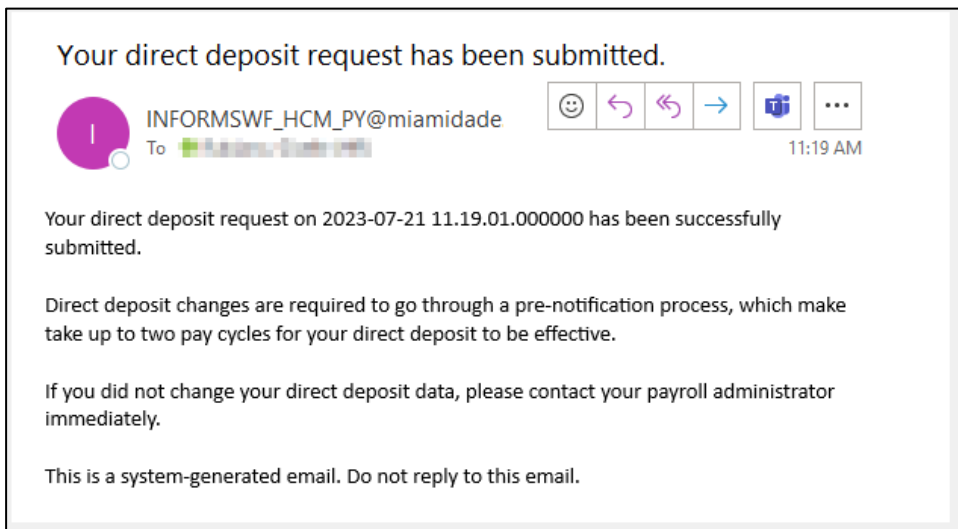 Your direct deposit request has been submitted.
I
INFORMSWF_HCM_PY@miamidade
To
11:19 AM
Your direct deposit request on 2023-07-21 11.19.01.000000 has been successfully
submitted.
Direct deposit changes are required to go through a pre-notification process, which make
take up to two pay cycles for your direct deposit to be effective.
If you did not change your direct deposit data, please contact your payroll administrator
immediately.
This is a system-generated email. Do not reply to this email.